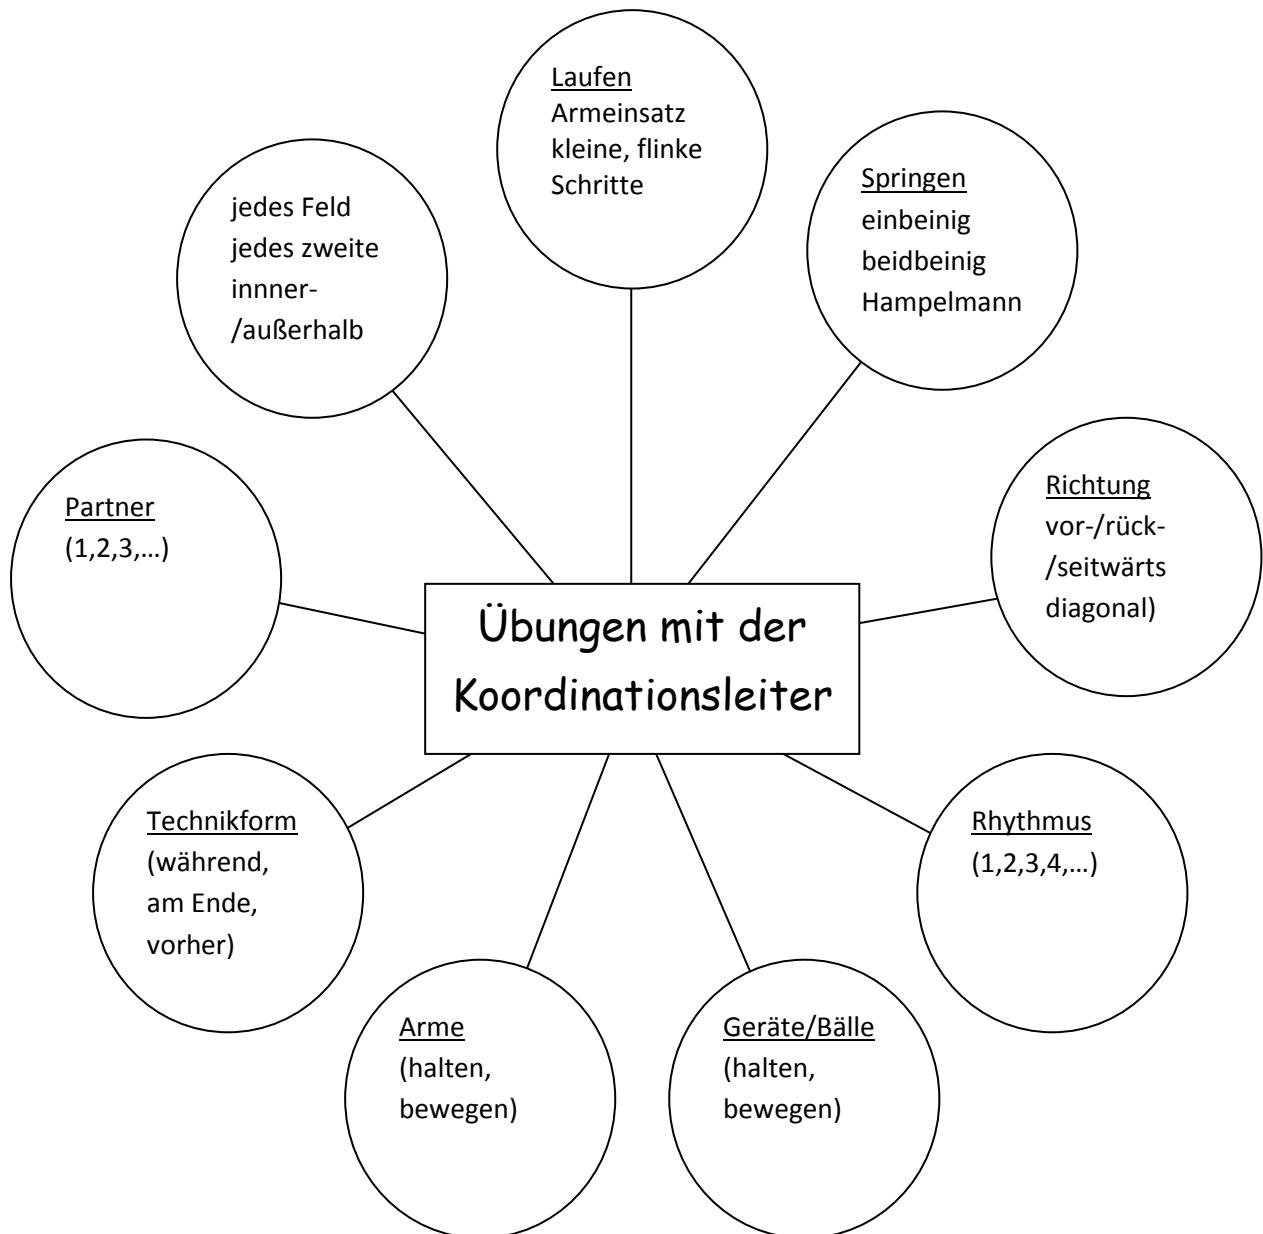 Laufen
Armeinsatz
kleine, flinke
Schritte
Springen
einbeinig
beidbeinig
Hampelmann
jedes Feld
jedes zweite
innner-
/außerhalb
Richtung
vor-/rück-
/seitwärts
diagonal)
Partner
(1,2,3,...)
Übungen mit der
Koordinationsleiter
Technikform
(während,
am Ende,
vorher)
Rhythmus
(1,2,3,4,...)
Arme
(halten,
bewegen)
Geräte/Bälle
(halten,
bewegen)